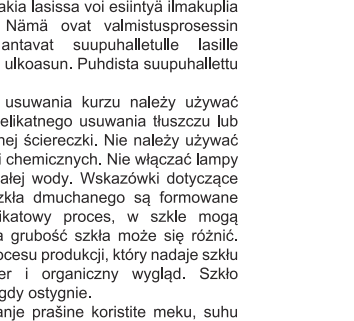 akia lasissa voi esiintyä ilmakuplia
Nämä ovat valmistusprosessin
antavat suupuhalletulle lasille
ulkoasun. Puhdista suupuhallettu
usuwania kurzu należy używać
elikatnego usuwania tłuszczu lub
nej ściereczki. Nie należy używać
i chemicznych. Nie włączać lampy
ałej wody. Wskazówki dotyczące
zkła dmuchanego są formowane
ikatowy proces, w szkle mogą
a grubość szkła może się różnić.
ocesu produkcji, który nadaje szkłu
er i organiczny wygląd. Szkło
gdy ostygnie.
anje prašine koristite meku, suhu